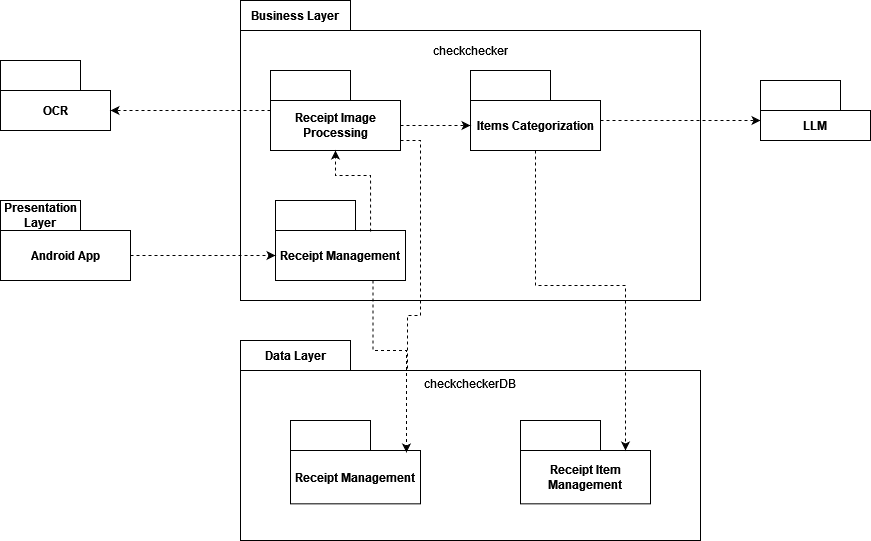 Business Layer
checkchecker
OCR
Receipt Image
Processing
Items Categorization
LLM
Presentation
Layer
Android App
Receipt Management
Data Layer
checkcheckerDB
Receipt Management
Receipt Item
Management